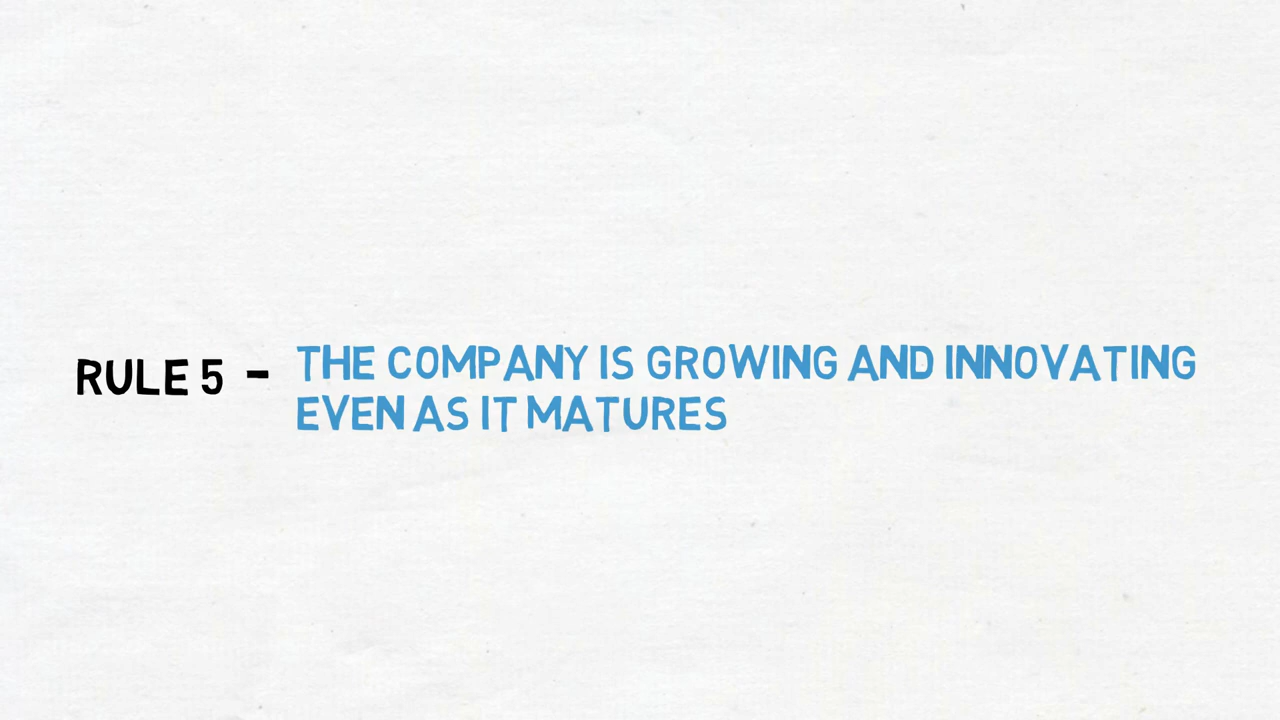 RULE 5 - THE COMPANY IS GROWING AND INNOVATING
EVEN AS IT MATURES